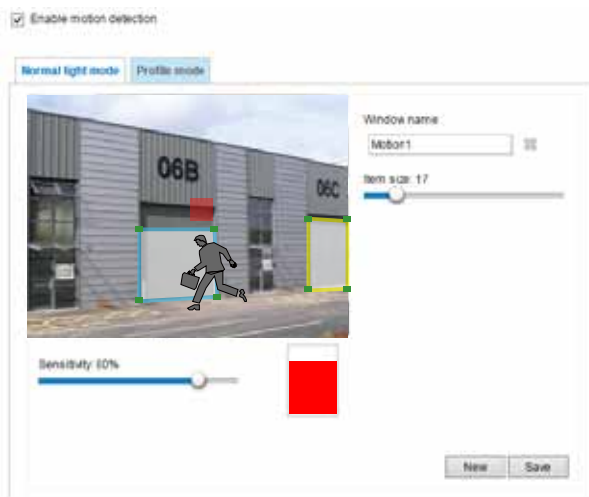 Enable motion detection
Normal light mode
Profile mode
06B
06C
Window name
Motion1
Item size: 17
Sensitivity: 80%
New
Save